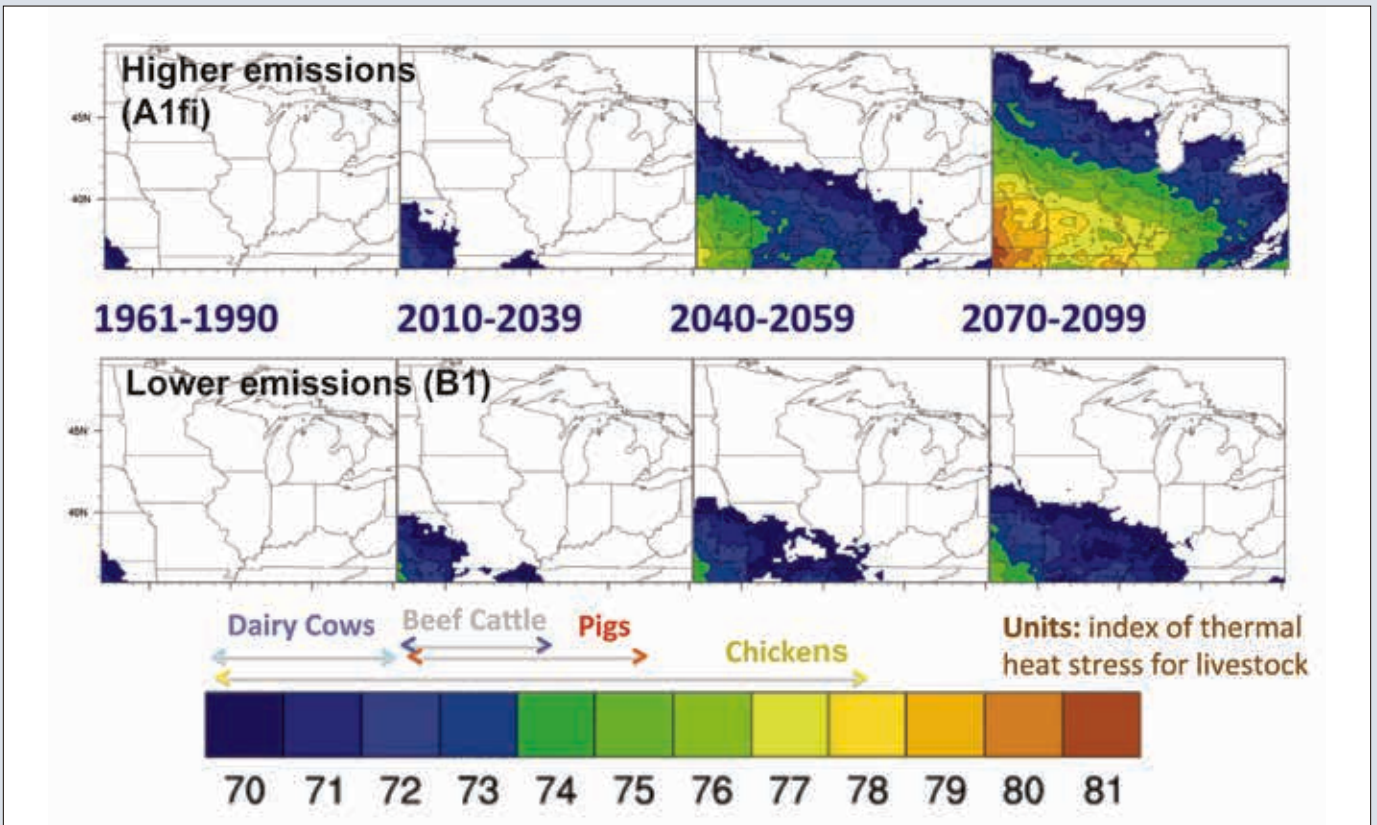 Higher emissions
(A1fi)
45N
40N
1961-1990 2010-2039 2040-2059 2070-2099
Lower emissions (B1)
45N
40N
Dairy Cows Beef Cattle Pigs Chickens
Units: index of thermal
heat stress for livestock
70 71 72 73 74 75 76 77 78 79 80 81